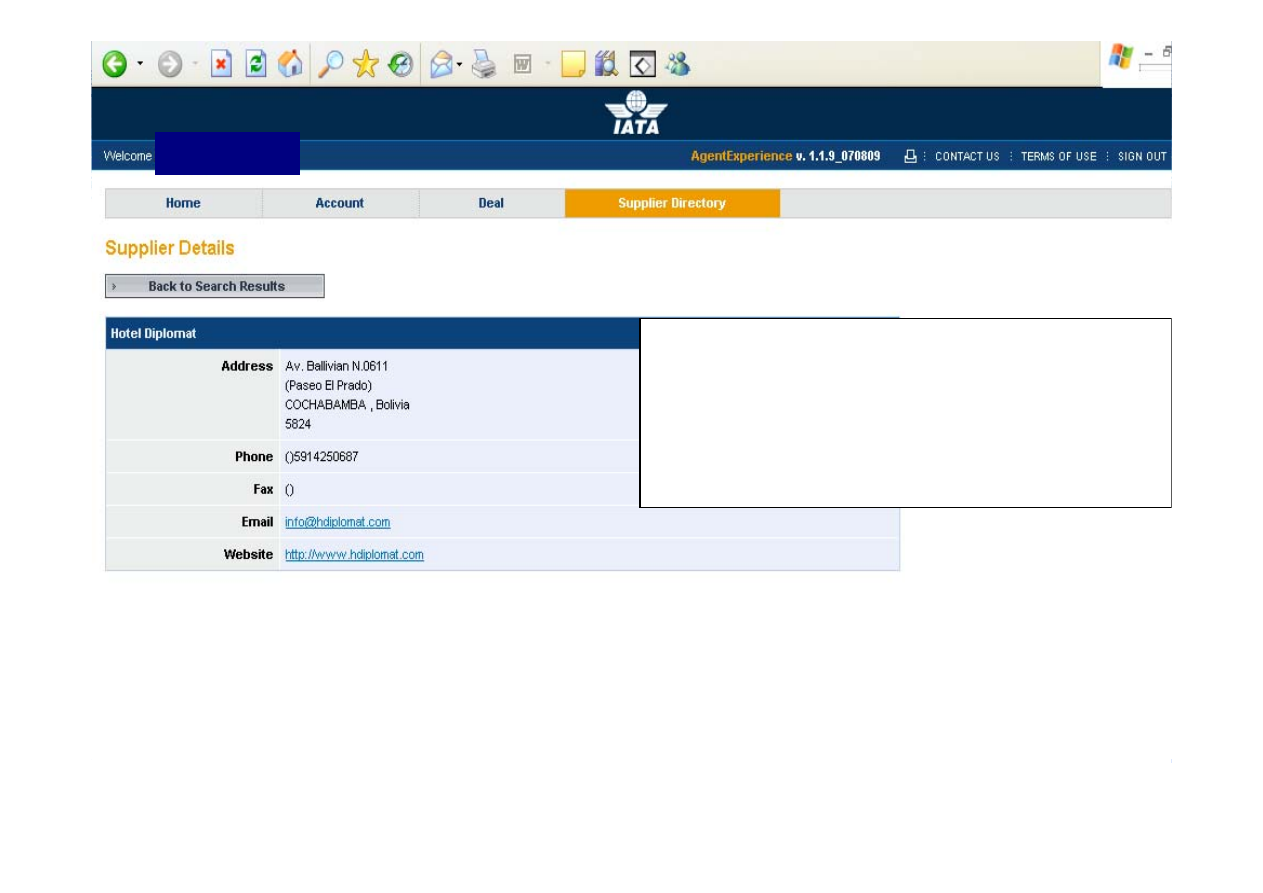 IATA
Welcome
AgentExperience v. 1.1.9_070809 CONTACT US TERMS OF USE SIGN OUT
Home Account Deal Supplier Directory
Supplier Details
Back to Search Results
Hotel Diplomat
Address Av. Ballivian N.0611
(Paseo El Prado)
COCHABAMBA , Bolivia
5824
Phone ()5914250687
Fax ()
Email info@hdiplomat.com
Website http://www.hdiplomat.com